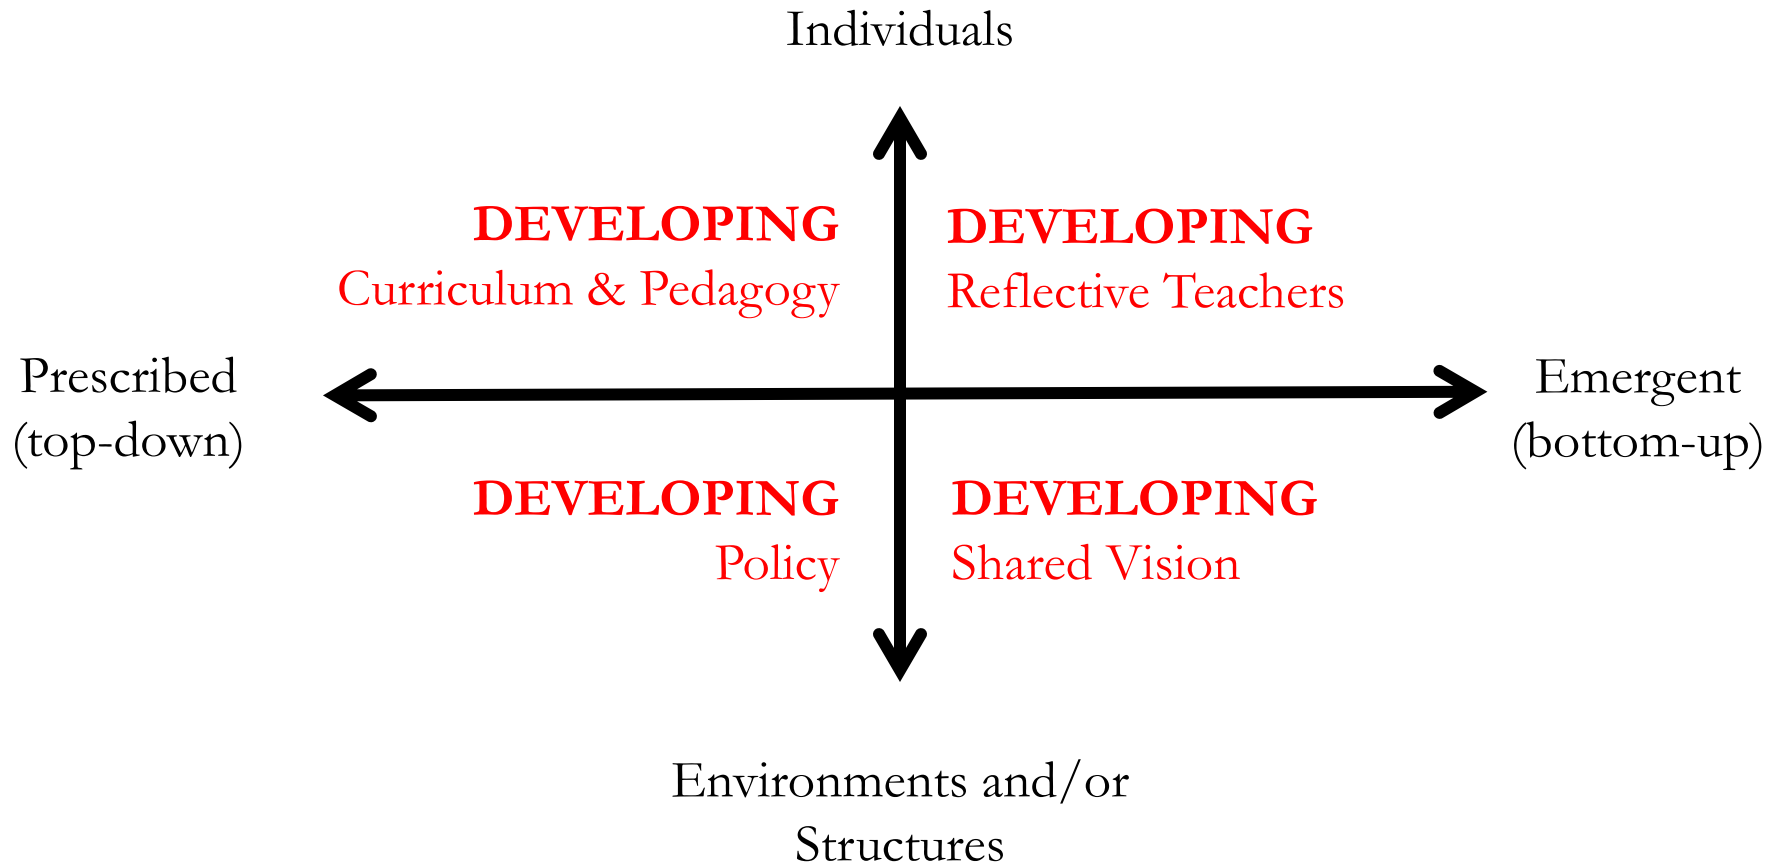 Individuals
DEVELOPING
Curriculum & Pedagogy
DEVELOPING
Reflective Teachers
Prescribed
(top-down)
Emergent
(bottom-up)
DEVELOPING
Policy
DEVELOPING
Shared Vision
Environments and/or
Structures